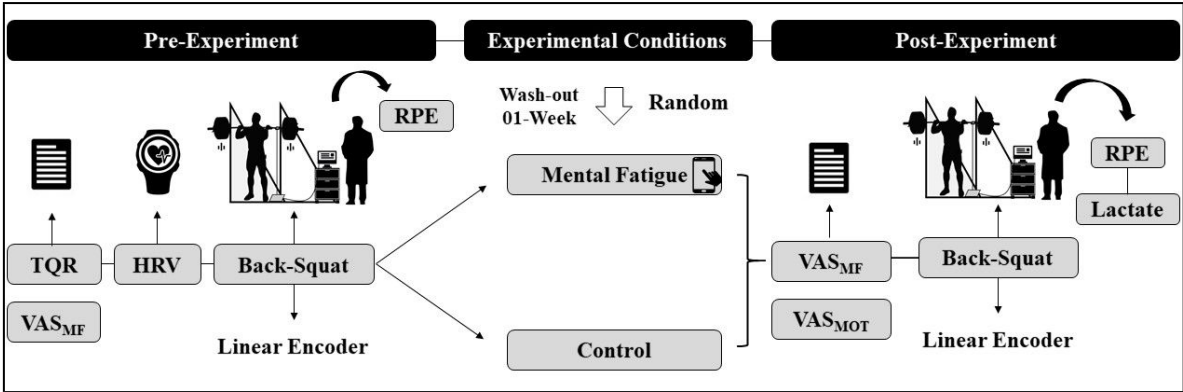 Pre-Experiment
Experimental Conditions
Post-Experiment
RPE
TQR
HRV
Back-Squat
VASMF
Linear Encoder
Wash-out
01-Week
Random
Mental Fatigue
Control
RPE
Lactate
VASMF
Back-Squat
VASMOT
Linear Encoder